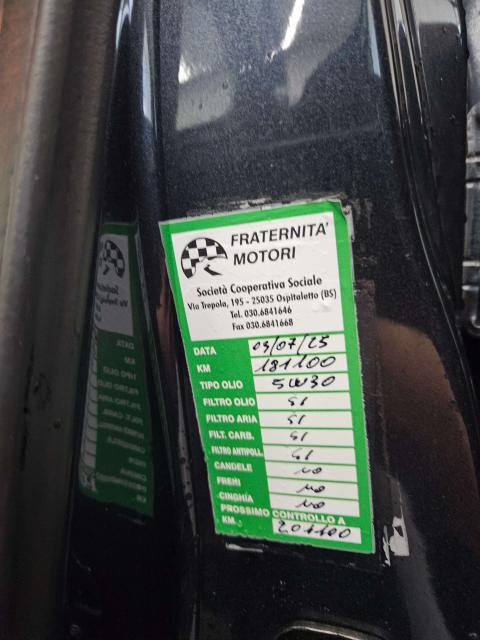 FRATERNITA'
MOTORI
Società Cooperativa Sociale
Via Trepola, 195 - 25035 Ospitaletto (BS)
Tel. 030.6841646
Fax 030.6841668
DATA 03/07/25
KM 181100
TIPO OLIO 5W30
FILTRO OLIO SI
FILTRO ARIA SI
FILT. CARB. SI
FILTRO ANTIPOLL. SI
CANDELE NO
FRENI NO
CINGHIA NO
PROSSIMO CONTROLLO A
KM. 201100